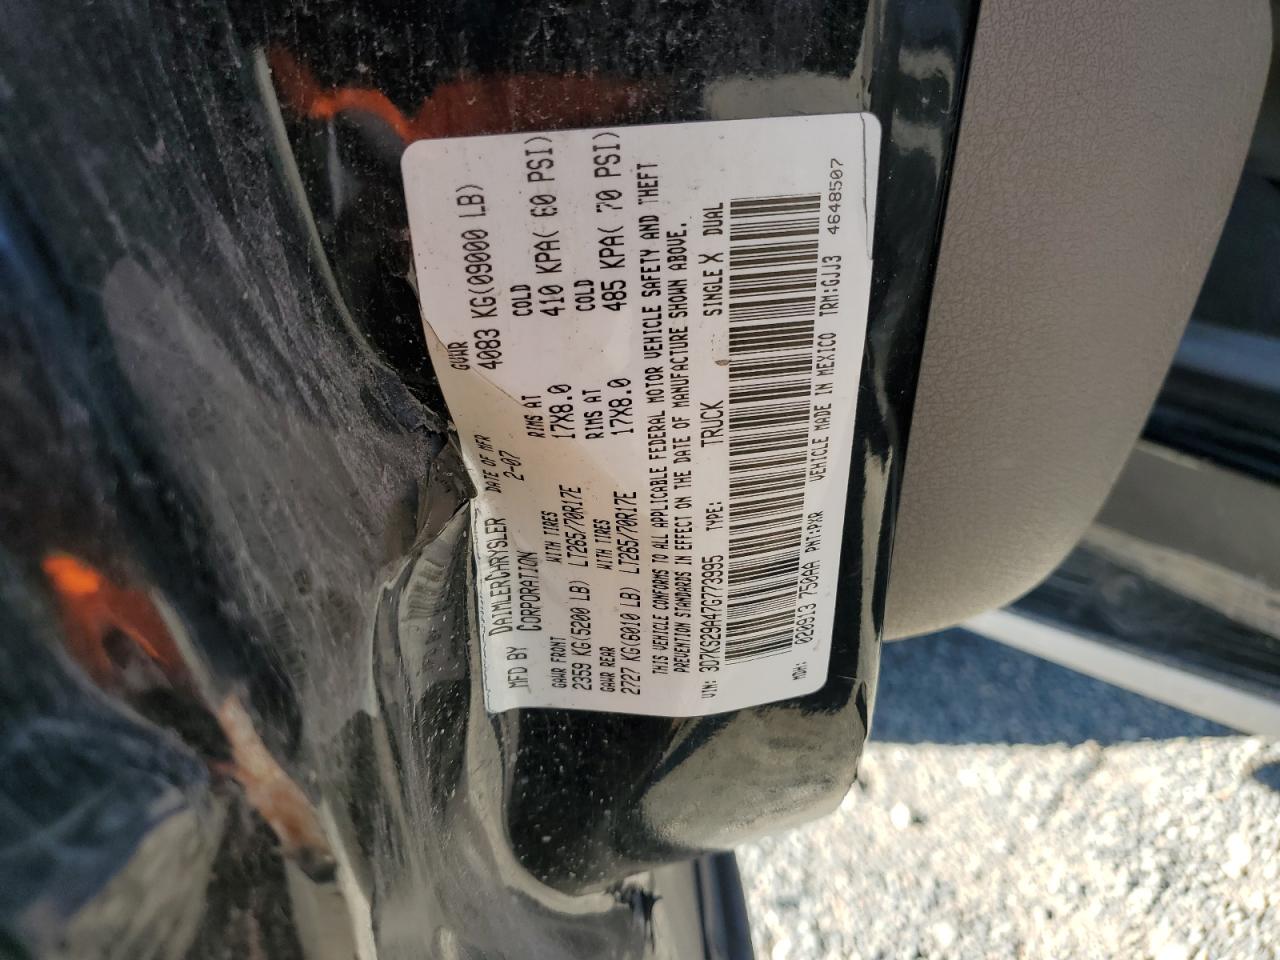 MFD BY DAIMLERCHRYSLER CORPORATION DATE OF MFR 2-07 GVWR 4083 KG(09000 LB)
GAWR FRONT WITH TIRES RIMS AT COLD
2359 KG(5200 LB) LT265/70R17E 17X8.0 410 KPA( 60 PSI)
GAWR REAR WITH TIRES RIMS AT COLD
2727 KG(6010 LB) LT265/70R17E 17X8.0 485 KPA( 70 PSI)
THIS VEHICLE CONFORMS TO ALL APPLICABLE FEDERAL MOTOR VEHICLE SAFETY AND THEFT
PREVENTION STANDARDS IN EFFECT ON THE DATE OF MANUFACTURE SHOWN ABOVE.
VIN: 3D7KS29A47G773995 TYPE: TRUCK SINGLE X DUAL
MDH: 020913 750AA PNT:PXR VEHICLE MADE IN MEXICO TRM:GJJ3 4648507